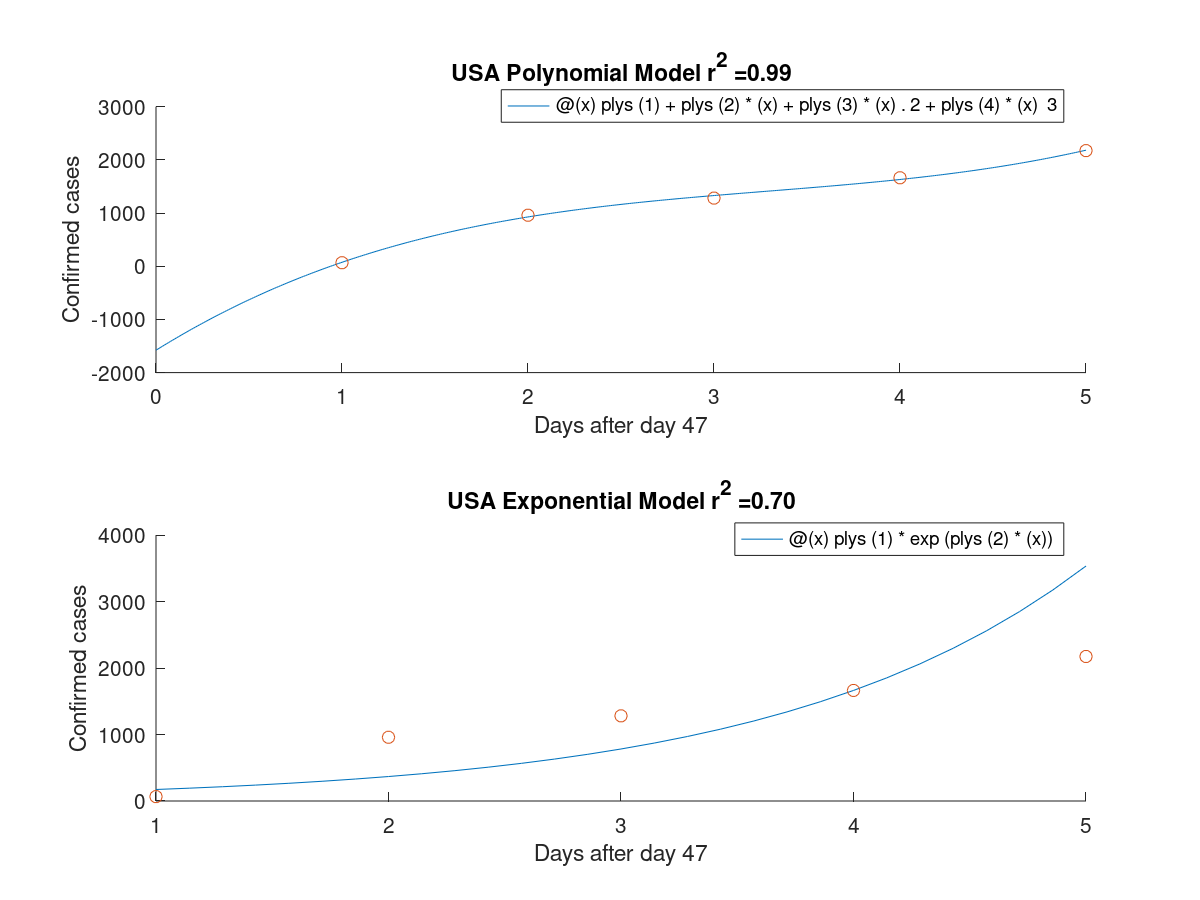 USA Polynomial Model r2 =0.99
@(x) plys (1) + plys (2) * (x) + plys (3) * (x) . 2 + plys (4) * (x)  3
3000
2000
1000
0
-1000
-2000
Confirmed cases
0 1 2 3 4 5
Days after day 47
USA Exponential Model r2 =0.70
@(x) plys (1) * exp (plys (2) * (x))
4000
3000
2000
1000
0
Confirmed cases
1 2 3 4 5
Days after day 47